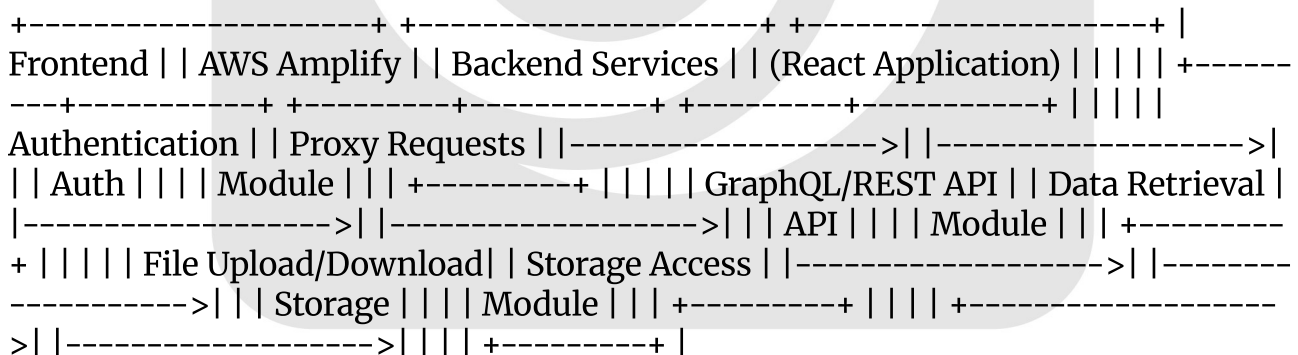 +---------------------+ +---------------------+ +---------------------+ |
Frontend | | AWS Amplify | | Backend Services | | (React Application) | | | | | +------
---+-----------+ +---------+-----------+ +---------+-----------+ | | | | |
Authentication | | Proxy Requests | |------------------->| |------------------->|
| | Auth | | | | Module | | | +---------+ | | | | | GraphQL/REST API | | Data Retrieval |
|------------------->| |------------------->| | | API | | | | Module | | | +---------
+ | | | | | File Upload/Download| | Storage Access | |------------------->| |--------
----------->| | | Storage | | | | Module | | | +---------+ | | | | +-------------------
>| |------------------->| | | | +---------+ |